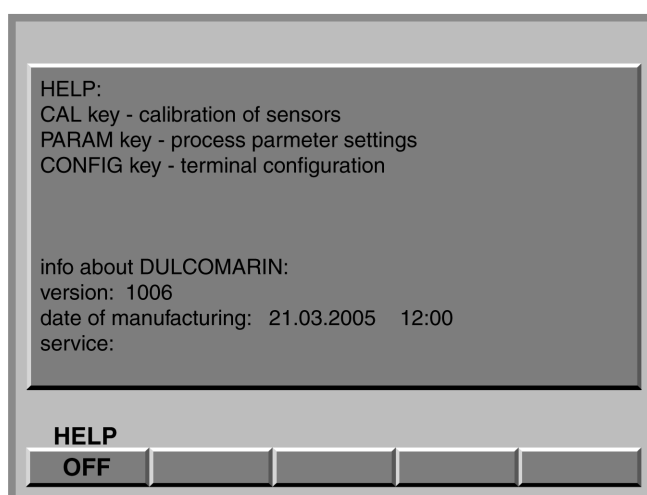 HELP:
CAL key - calibration of sensors
PARAM key - process parmeter settings
CONFIG key - terminal configuration
info about DULCOMARIN:
version: 1006
date of manufacturing: 21.03.2005 12:00
service:
HELP
OFF